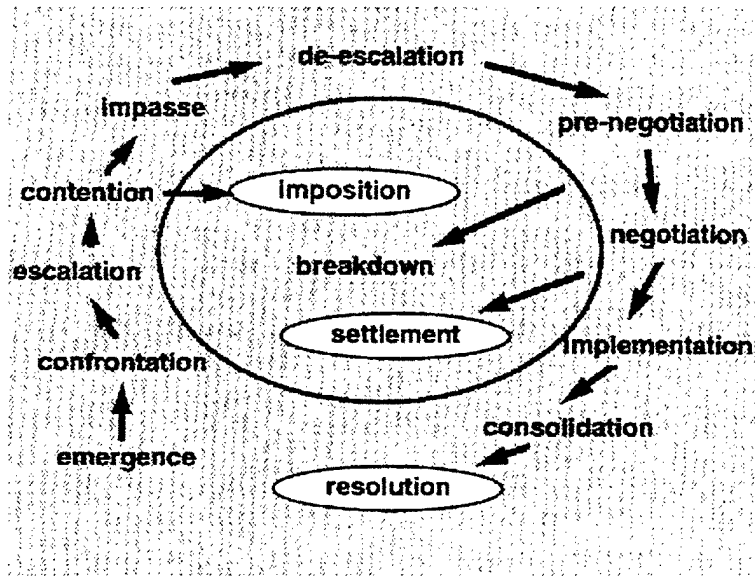 de-escalation
impasse
pre-negotiation
contention
imposition
negotiation
breakdown
escalation
settlement
implementation
confrontation
consolidation
emergence
resolution